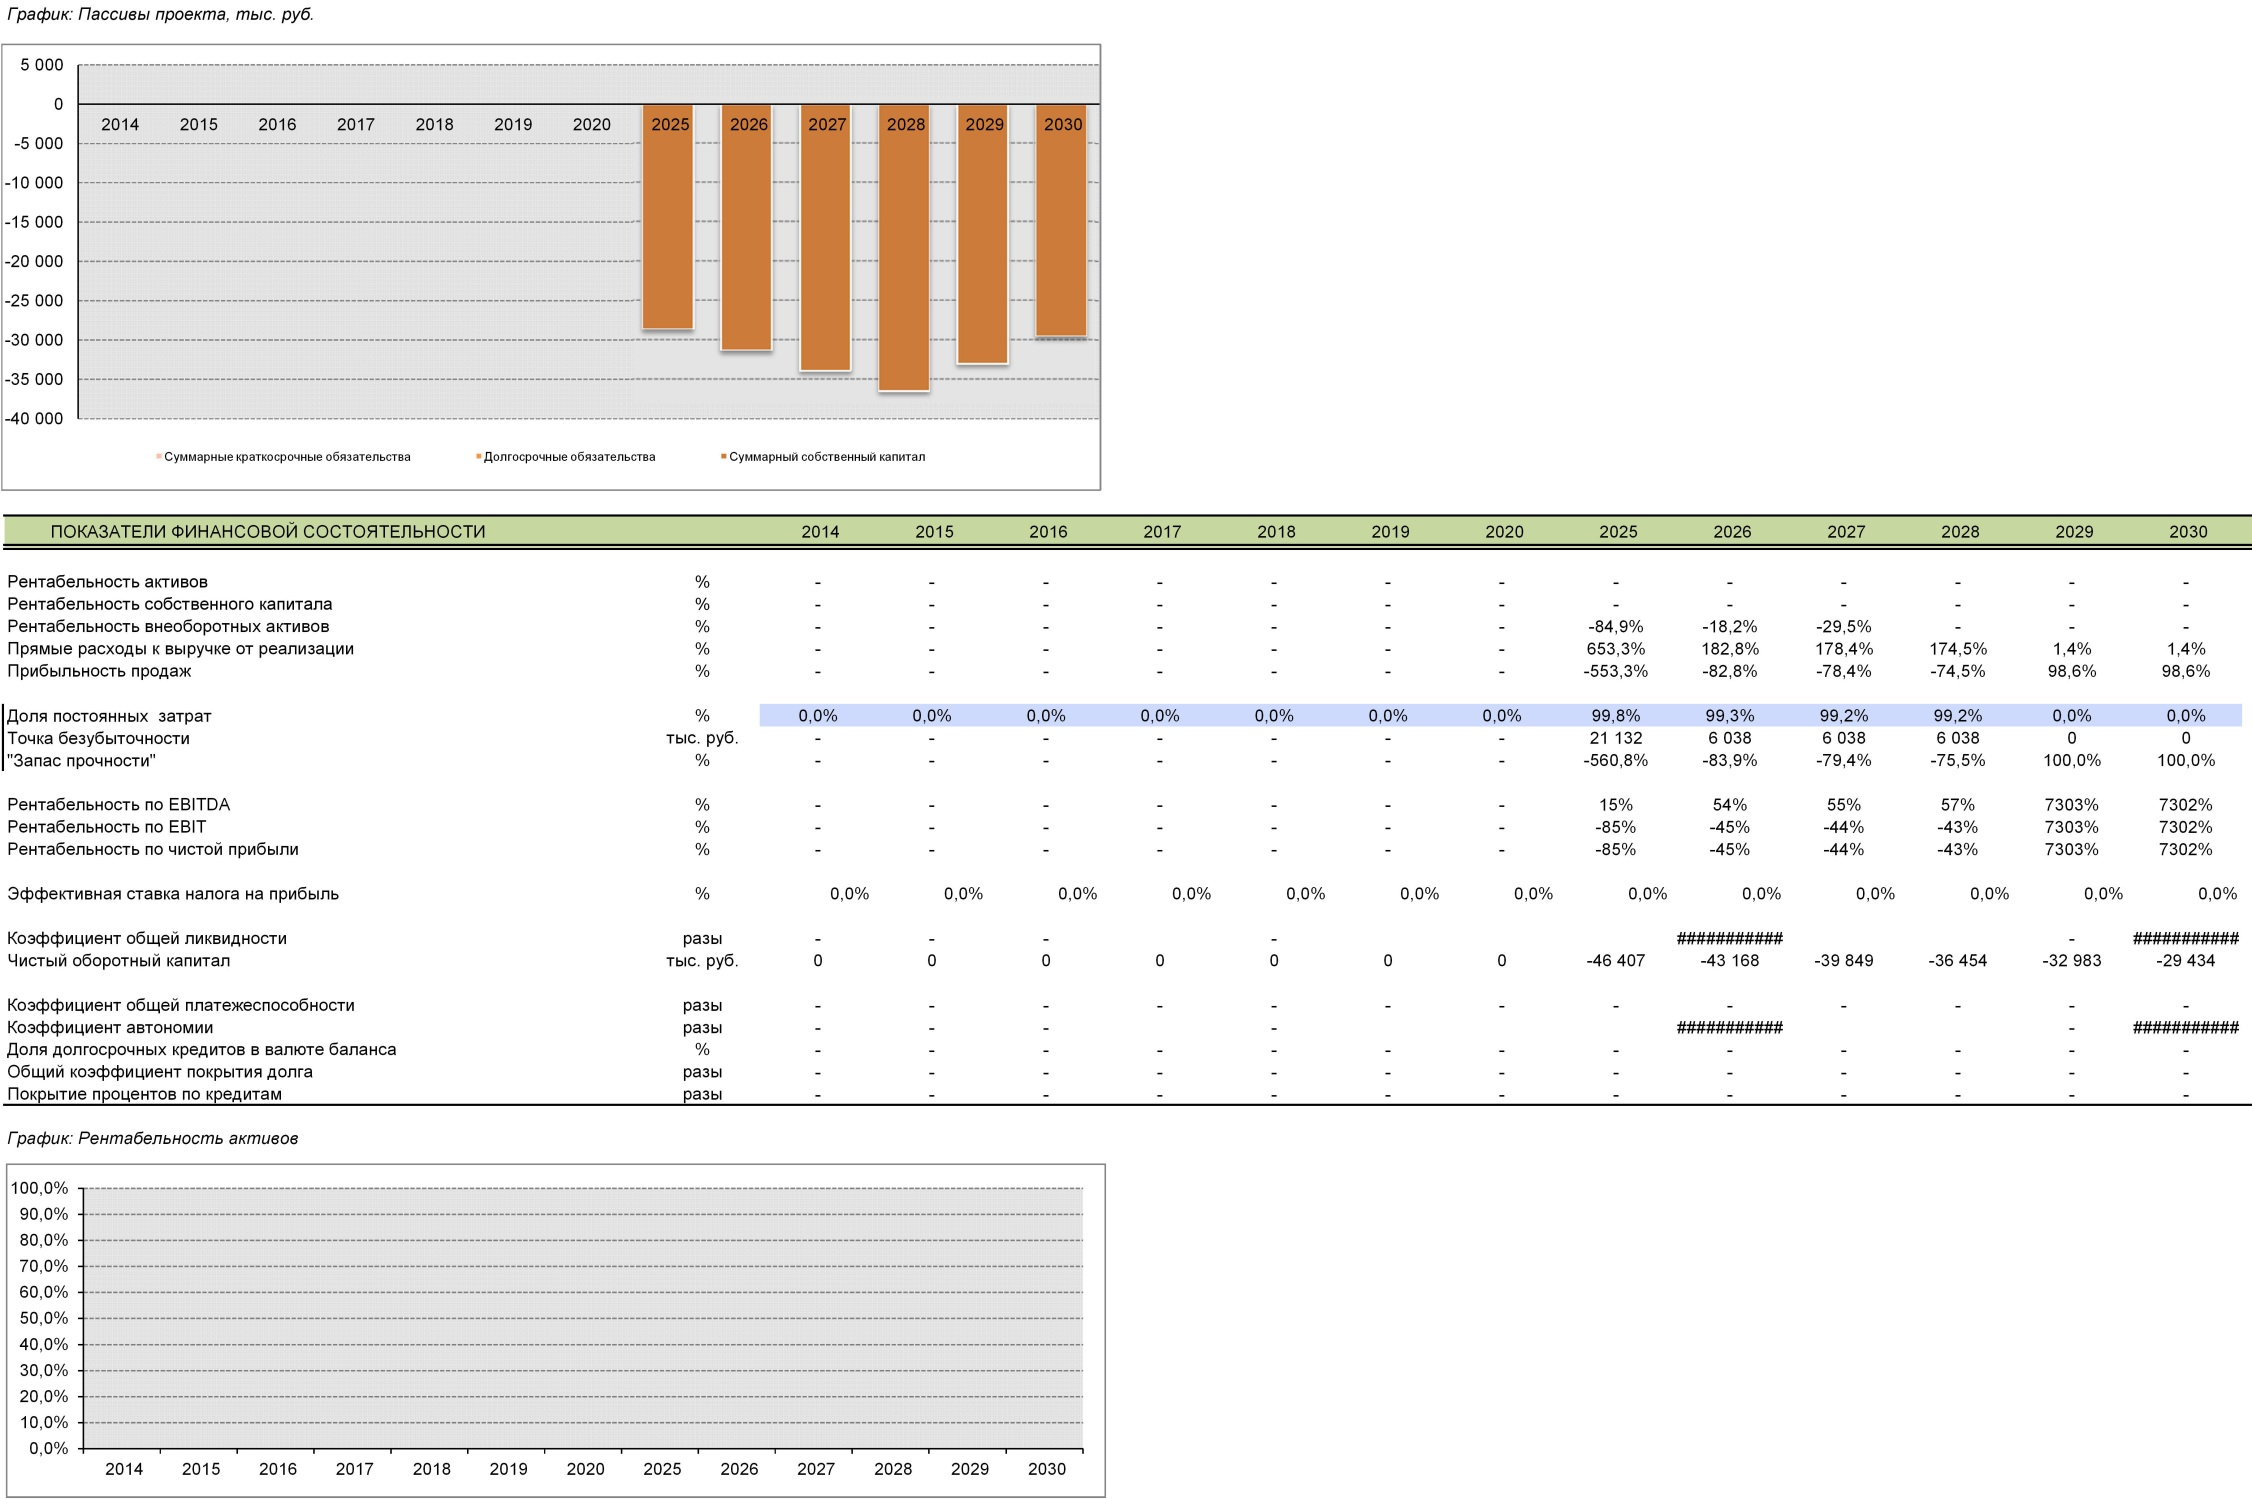 График: Пассивы проекта, тыс. руб.
5 000
0
2014 2015 2016 2017 2018 2019 2020 2025 2026 2027 2028 2029 2030
-5 000
-10 000
-15 000
-20 000
-25 000
-30 000
-35 000
-40 000
Суммарные краткосрочные обязательства Долгосрочные обязательства Суммарный собственный капитал
ПОКАЗАТЕЛИ ФИНАНСОВОЙ СОСТОЯТЕЛЬНОСТИ 2014 2015 2016 2017 2018 2019 2020 2025 2026 2027 2028 2029 2030
Рентабельность активов % - - - - - - - - - - - - -
Рентабельность собственного капитала % - - - - - - - - - - - - -
Рентабельность внеоборотных активов % - - - - - - - -84,9% -18,2% -29,5% - - -
Прямые расходы к выручке от реализации % - - - - - - - 653,3% 182,8% 178,4% 174,5% 1,4% 1,4%
Прибыльность продаж % - - - - - - - -553,3% -82,8% -78,4% -74,5% 98,6% 98,6%
Доля постоянных затрат % 0,0% 0,0% 0,0% 0,0% 0,0% 0,0% 0,0% 99,8% 99,3% 99,2% 99,2% 0,0% 0,0%
Точка безубыточности тыс. руб. - - - - - - - 21 132 6 038 6 038 6 038 0 0
"Запас прочности" % - - - - - - - -560,8% -83,9% -79,4% -75,5% 100,0% 100,0%
Рентабельность по EBITDA % - - - - - - - 15% 54% 55% 57% 7303% 7302%
Рентабельность по EBIT % - - - - - - - -85% -45% -44% -43% 7303% 7302%
Рентабельность по чистой прибыли % - - - - - - - -85% -45% -44% -43% 7303% 7302%
Эффективная ставка налога на прибыль % 0,0% 0,0% 0,0% 0,0% 0,0% 0,0% 0,0% 0,0% 0,0% 0,0% 0,0% 0,0% 0,0%
Коэффициент общей ликвидности разы - - - - ########### - ###########
Чистый оборотный капитал тыс. руб. 0 0 0 0 0 0 0 -46 407 -43 168 -39 849 -36 454 -32 983 -29 434
Коэффициент общей платежеспособности разы - - - - - - - - - - - - -
Коэффициент автономии разы - - - - ########### - ###########
Доля долгосрочных кредитов в валюте баланса % - - - - - - - - - - - - -
Общий коэффициент покрытия долга разы - - - - - - - - - - - - -
Покрытие процентов по кредитам разы - - - - - - - - - - - - -
График: Рентабельность активов
100,0%
90,0%
80,0%
70,0%
60,0%
50,0%
40,0%
30,0%
20,0%
10,0%
0,0%
2014 2015 2016 2017 2018 2019 2020 2025 2026 2027 2028 2029 2030